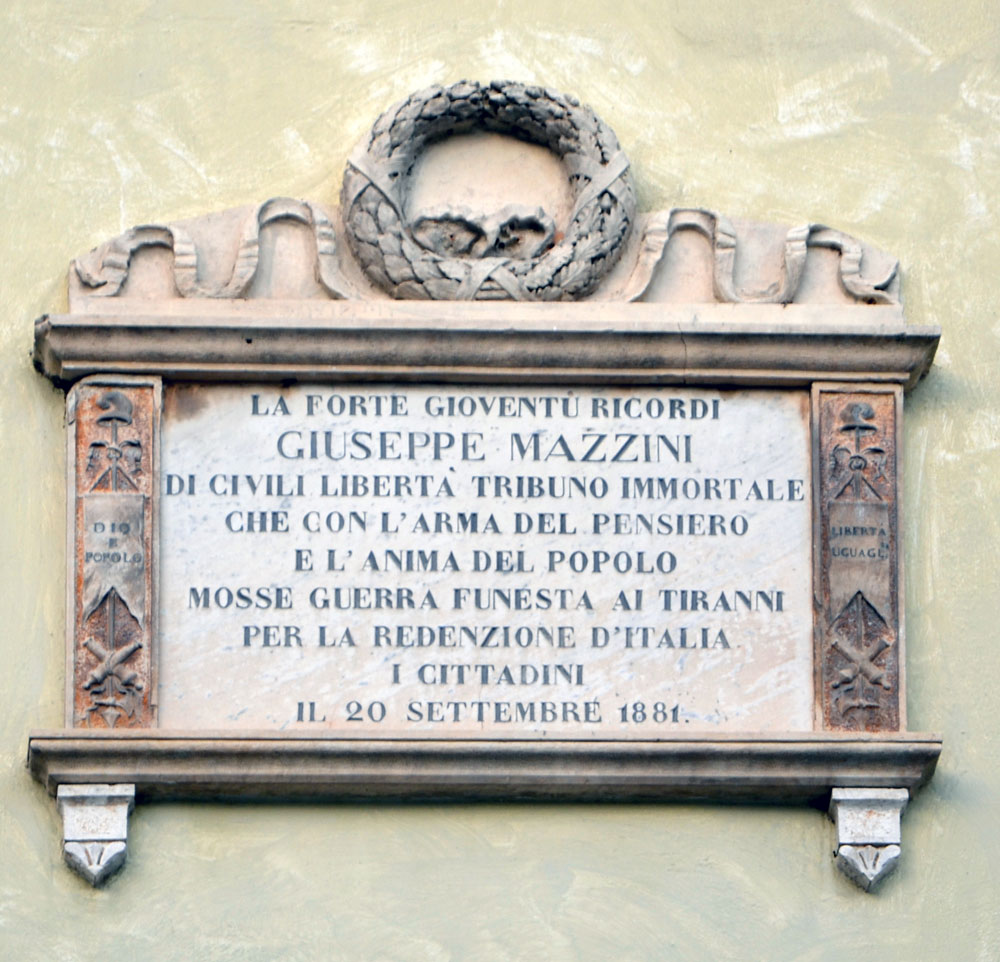 LA FORTE GIOVENTÙ RICORDI
GIUSEPPE MAZZINI
DI CIVILI LIBERTÀ TRIBUNO IMMORTALE
CHE CON L'ARMA DEL PENSIERO
E L'ANIMA DEL POPOLO
MOSSE GUERRA FUNESTA AI TIRANNI
PER LA REDENZIONE D'ITALIA
I CITTADINI
IL 20 SETTEMBRE 1881.
DIO
E
POPOLO
LIBERTA